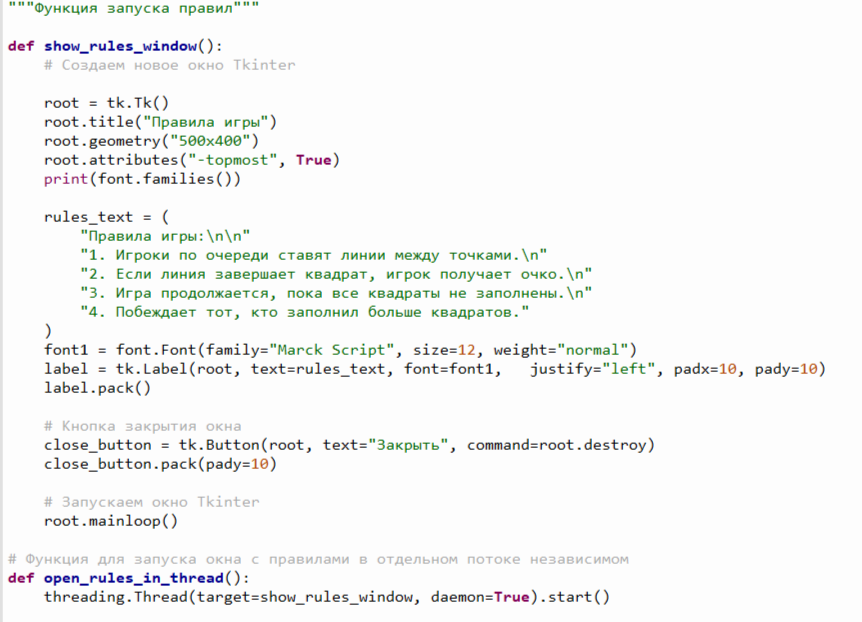 """Функция запуска правил"""
def show_rules_window():
    # Создаем новое окно Tkinter
    root = tk.Tk()
    root.title("Правила игры")
    root.geometry("500x400")
    root.attributes("-topmost", True)
    print(font.families())
    rules_text = (
        "Правила игры:\n\n"
        "1. Игроки по очереди ставят линии между точками.\n"
        "2. Если линия завершает квадрат, игрок получает очко.\n"
        "3. Игра продолжается, пока все квадраты не заполнены.\n"
        "4. Побеждает тот, кто заполнил больше квадратов."
    )
    font1 = font.Font(family="Marck Script", size=12, weight="normal")
    label = tk.Label(root, text=rules_text, font=font1,   justify="left", padx=10, pady=10)
    label.pack()
    # Кнопка закрытия окна
    close_button = tk.Button(root, text="Закрыть", command=root.destroy)
    close_button.pack(pady=10)
    # Запускаем окно Tkinter
    root.mainloop()
# Функция для запуска окна с правилами в отдельном потоке независимом
def open_rules_in_thread():
    threading.Thread(target=show_rules_window, daemon=True).start()